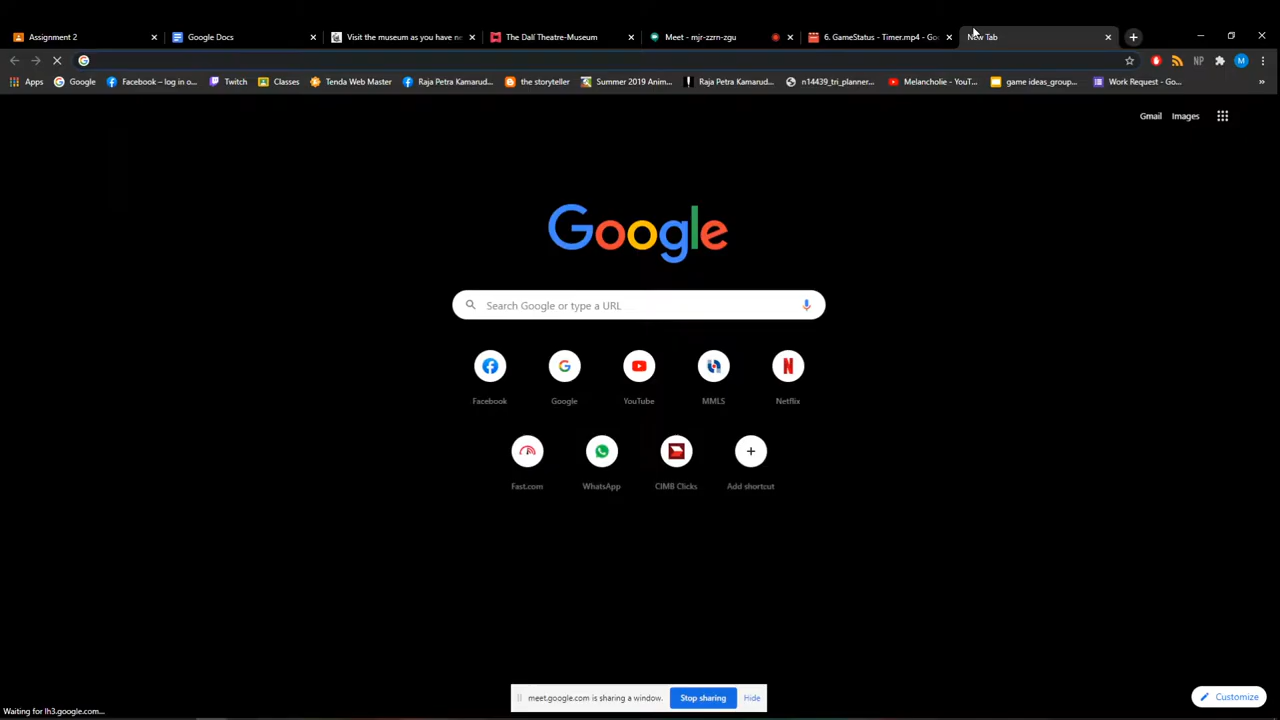 Assignment 2
Google Docs
Visit the museum as you have ne
The Dalí Theatre-Museum
Meet - mjr-zzrn-zgu
6. GameStatus - Timer.mp4 - Go
New Tab
Apps
Google
Facebook – log in o...
Twitch
Classes
Tenda Web Master
Raja Petra Kamarud...
the storyteller
Summer 2019 Anim...
Raja Petra Kamarud...
n14439_tri_planner...
Melancholie - YouT...
game ideas_group...
Work Request - Go...
»
Gmail
Images
Google
Search Google or type a URL
Facebook
Google
YouTube
MMLS
Netflix
Fast.com
WhatsApp
CIMB Clicks
Add shortcut
meet.google.com is sharing a window.
Stop sharing
Hide
Customize
Waiting for lh3.google.com...